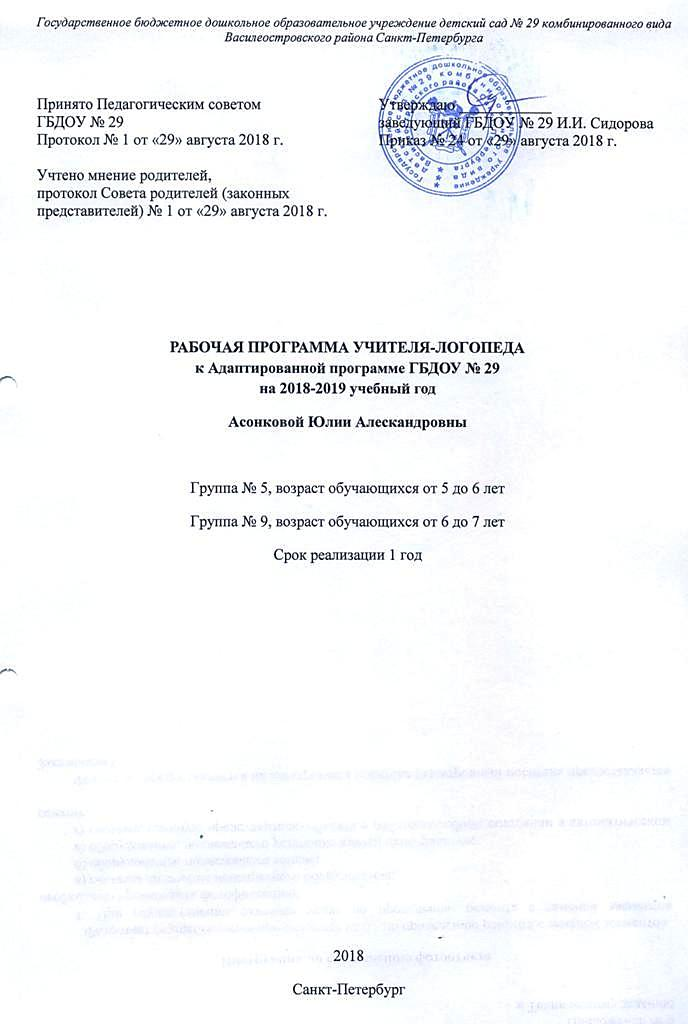 Государственное бюджетное дошкольное образовательное учреждение детский сад № 29 комбинированного вида
Василеостровского района Санкт-Петербурга
Принято Педагогическим советом
ГБДОУ № 29
Протокол № 1 от «29» августа 2018 г.
Учтено мнение родителей,
протокол Совета родителей (законных
представителей) № 1 от «29» августа 2018 г.
Утверждаю
заведующий ГБДОУ № 29 И.И. Сидорова
Приказ № 24 от «29» августа 2018 г.
РАБОЧАЯ ПРОГРАММА УЧИТЕЛЯ-ЛОГОПЕДА
к Адаптированной программе ГБДОУ № 29
на 2018-2019 учебный год
Асонковой Юлии Алескандровны
Группа № 5, возраст обучающихся от 5 до 6 лет
Группа № 9, возраст обучающихся от 6 до 7 лет
Срок реализации 1 год
2018
Санкт-Петербург